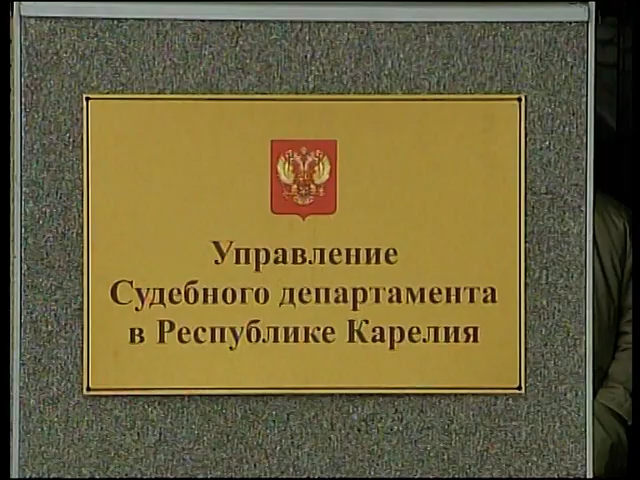 Управление
Судебного департамента
в Республике Карелия